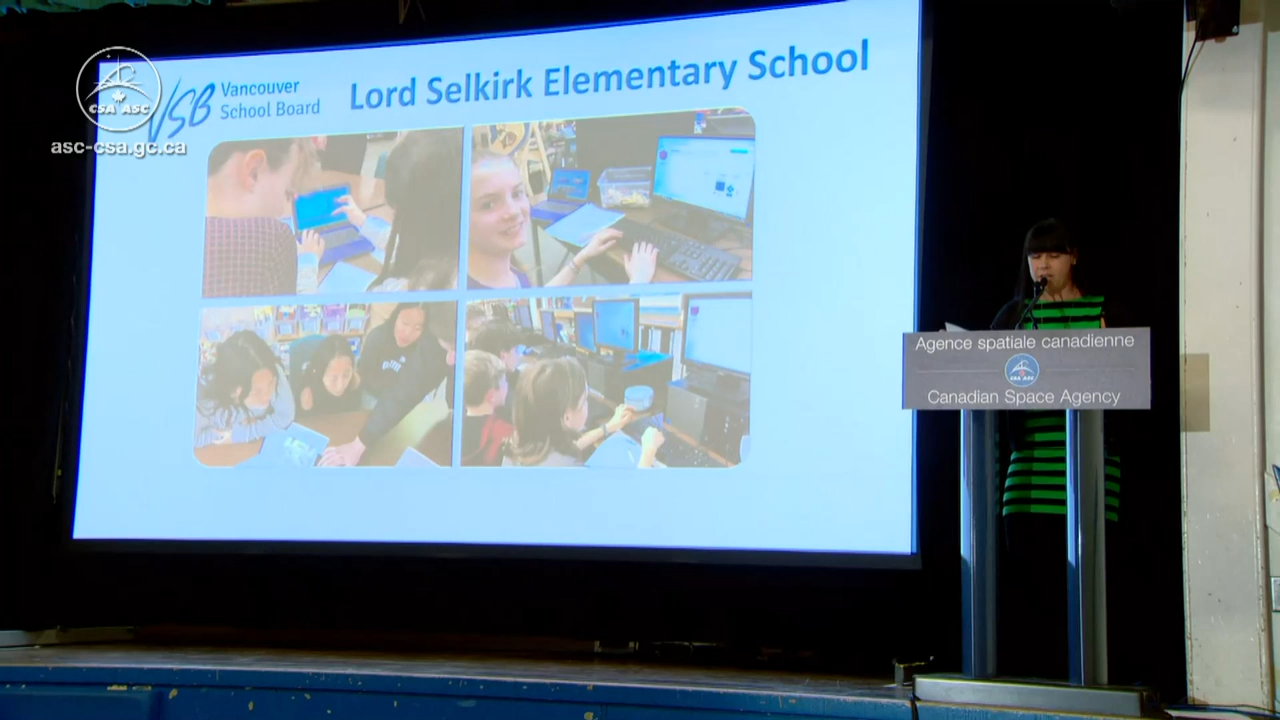 CSA ASC
asc-csa.gc.ca
VSB
Vancouver
School Board
Lord Selkirk Elementary School
Agence spatiale canadienne
CSA ASC
Canadian Space Agency